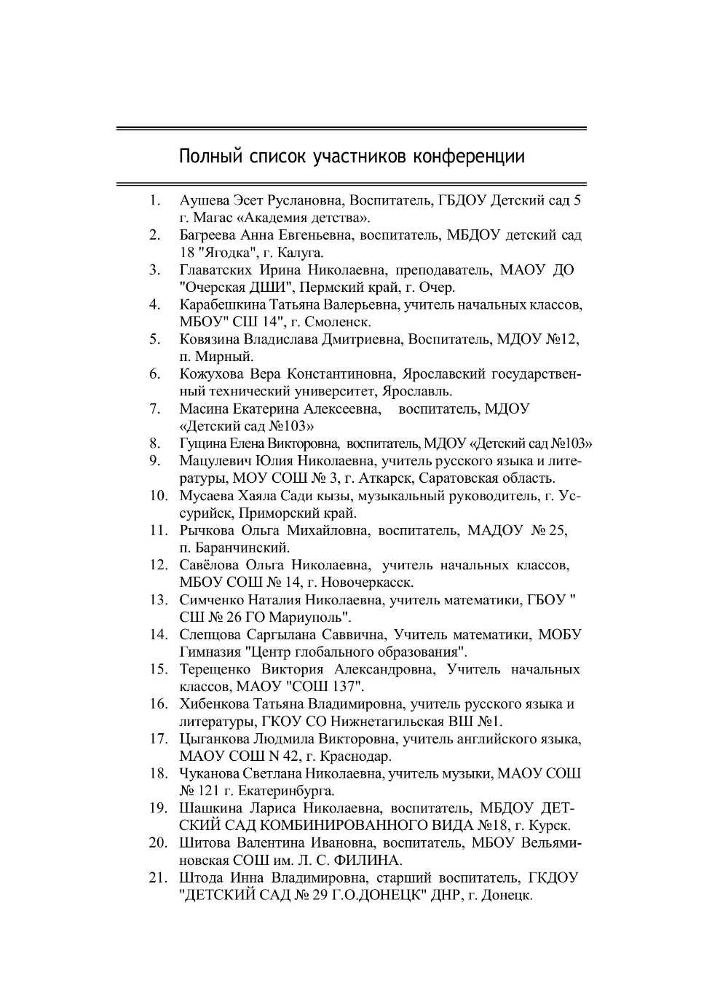 Полный список участников конференции
1. Аушева Эсет Руслановна, Воспитатель, ГБДОУ Детский сад 5
г. Магас «Академия детства».
2. Багреева Анна Евгеньевна, воспитатель, МБДОУ детский сад
18 "Ягодка", г. Калуга.
3. Главатских Ирина Николаевна, преподаватель, МАОУ ДО
"Очерская ДШИ", Пермский край, г. Очер.
4. Карабешкина Татьяна Валерьевна, учитель начальных классов,
МБОУ" СШ 14", г. Смоленск.
5. Ковязина Владислава Дмитриевна, Воспитатель, МДОУ №12,
п. Мирный.
6. Кожухова Вера Константиновна, Ярославский государствен-
ный технический университет, Ярославль.
7. Масина Екатерина Алексеевна, воспитатель, МДОУ
«Детский сад №103»
8. Гущина Елена Викторовна, воспитатель, МДОУ «Детский сад №103»
9. Мацулевич Юлия Николаевна, учитель русского языка и лите-
ратуры, МОУ СОШ № 3, г. Аткарск, Саратовская область.
10. Мусаева Хаяла Сади кызы, музыкальный руководитель, г. Ус-
сурийск, Приморский край.
11. Рычкова Ольга Михайловна, воспитатель, МАДОУ № 25,
п. Баранчинский.
12. Савёлова Ольга Николаевна, учитель начальных классов,
МБОУ СОШ № 14, г. Новочеркасск.
13. Симченко Наталия Николаевна, учитель математики, ГБОУ "
СШ № 26 ГО Мариуполь".
14. Слепцова Саргылана Саввична, Учитель математики, МОБУ
Гимназия "Центр глобального образования".
15. Терещенко Виктория Александровна, Учитель начальных
классов, МАОУ "СОШ 137".
16. Хибенкова Татьяна Владимировна, учитель русского языка и
литературы, ГКОУ СО Нижнетагильская ВШ №1.
17. Цыганкова Людмила Викторовна, учитель английского языка,
МАОУ СОШ N 42, г. Краснодар.
18. Чуканова Светлана Николаевна, учитель музыки, МАОУ СОШ
№ 121 г. Екатеринбурга.
19. Шашкина Лариса Николаевна, воспитатель, МБДОУ ДЕТ-
СКИЙ САД КОМБИНИРОВАННОГО ВИДА №18, г. Курск.
20. Шитова Валентина Ивановна, воспитатель, МБОУ Вельями-
новская СОШ им. Л. С. ФИЛИНА.
21. Штода Инна Владимировна, старший воспитатель, ГКДОУ
"ДЕТСКИЙ САД № 29 Г.О.ДОНЕЦК" ДНР, г. Донецк.